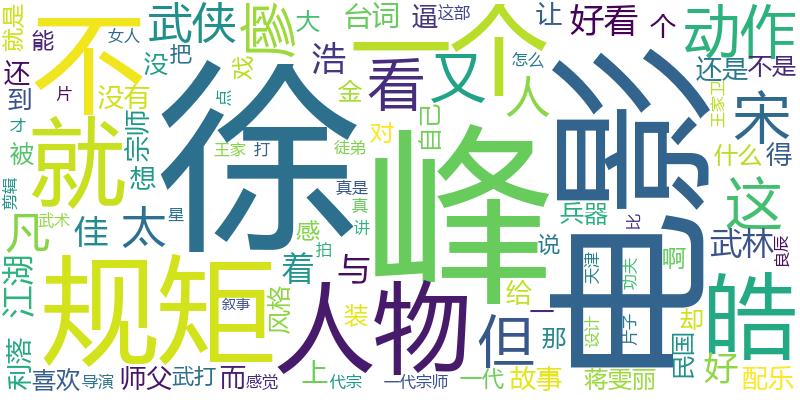 就是
能
不
武侠
廖
大
台词
逼
这部
让
好看
个
动作
女人
没
把
戏
浩
看
又
怎么
还是
不是
还
到
没有
一个
人
电影
王家卫
宋
片
点
金
自己
什么
得
才
被
就
宗师
想
徐
峰
对
王家
打
徒弟
剪辑
武术
凡
佳
太
星
感
真是
真
讲
兵器
这
江湖
规矩
着
与
拍
说
比
武林
良辰
啊
天津
功夫
皓
叙事
风格
人物
装
给
一
但
那
设计
片子
却
民国
利落
喜欢
导演
师父
武打
而
感觉
上
代宗
一代宗师
一代
故事
蒋雯丽
好
配乐